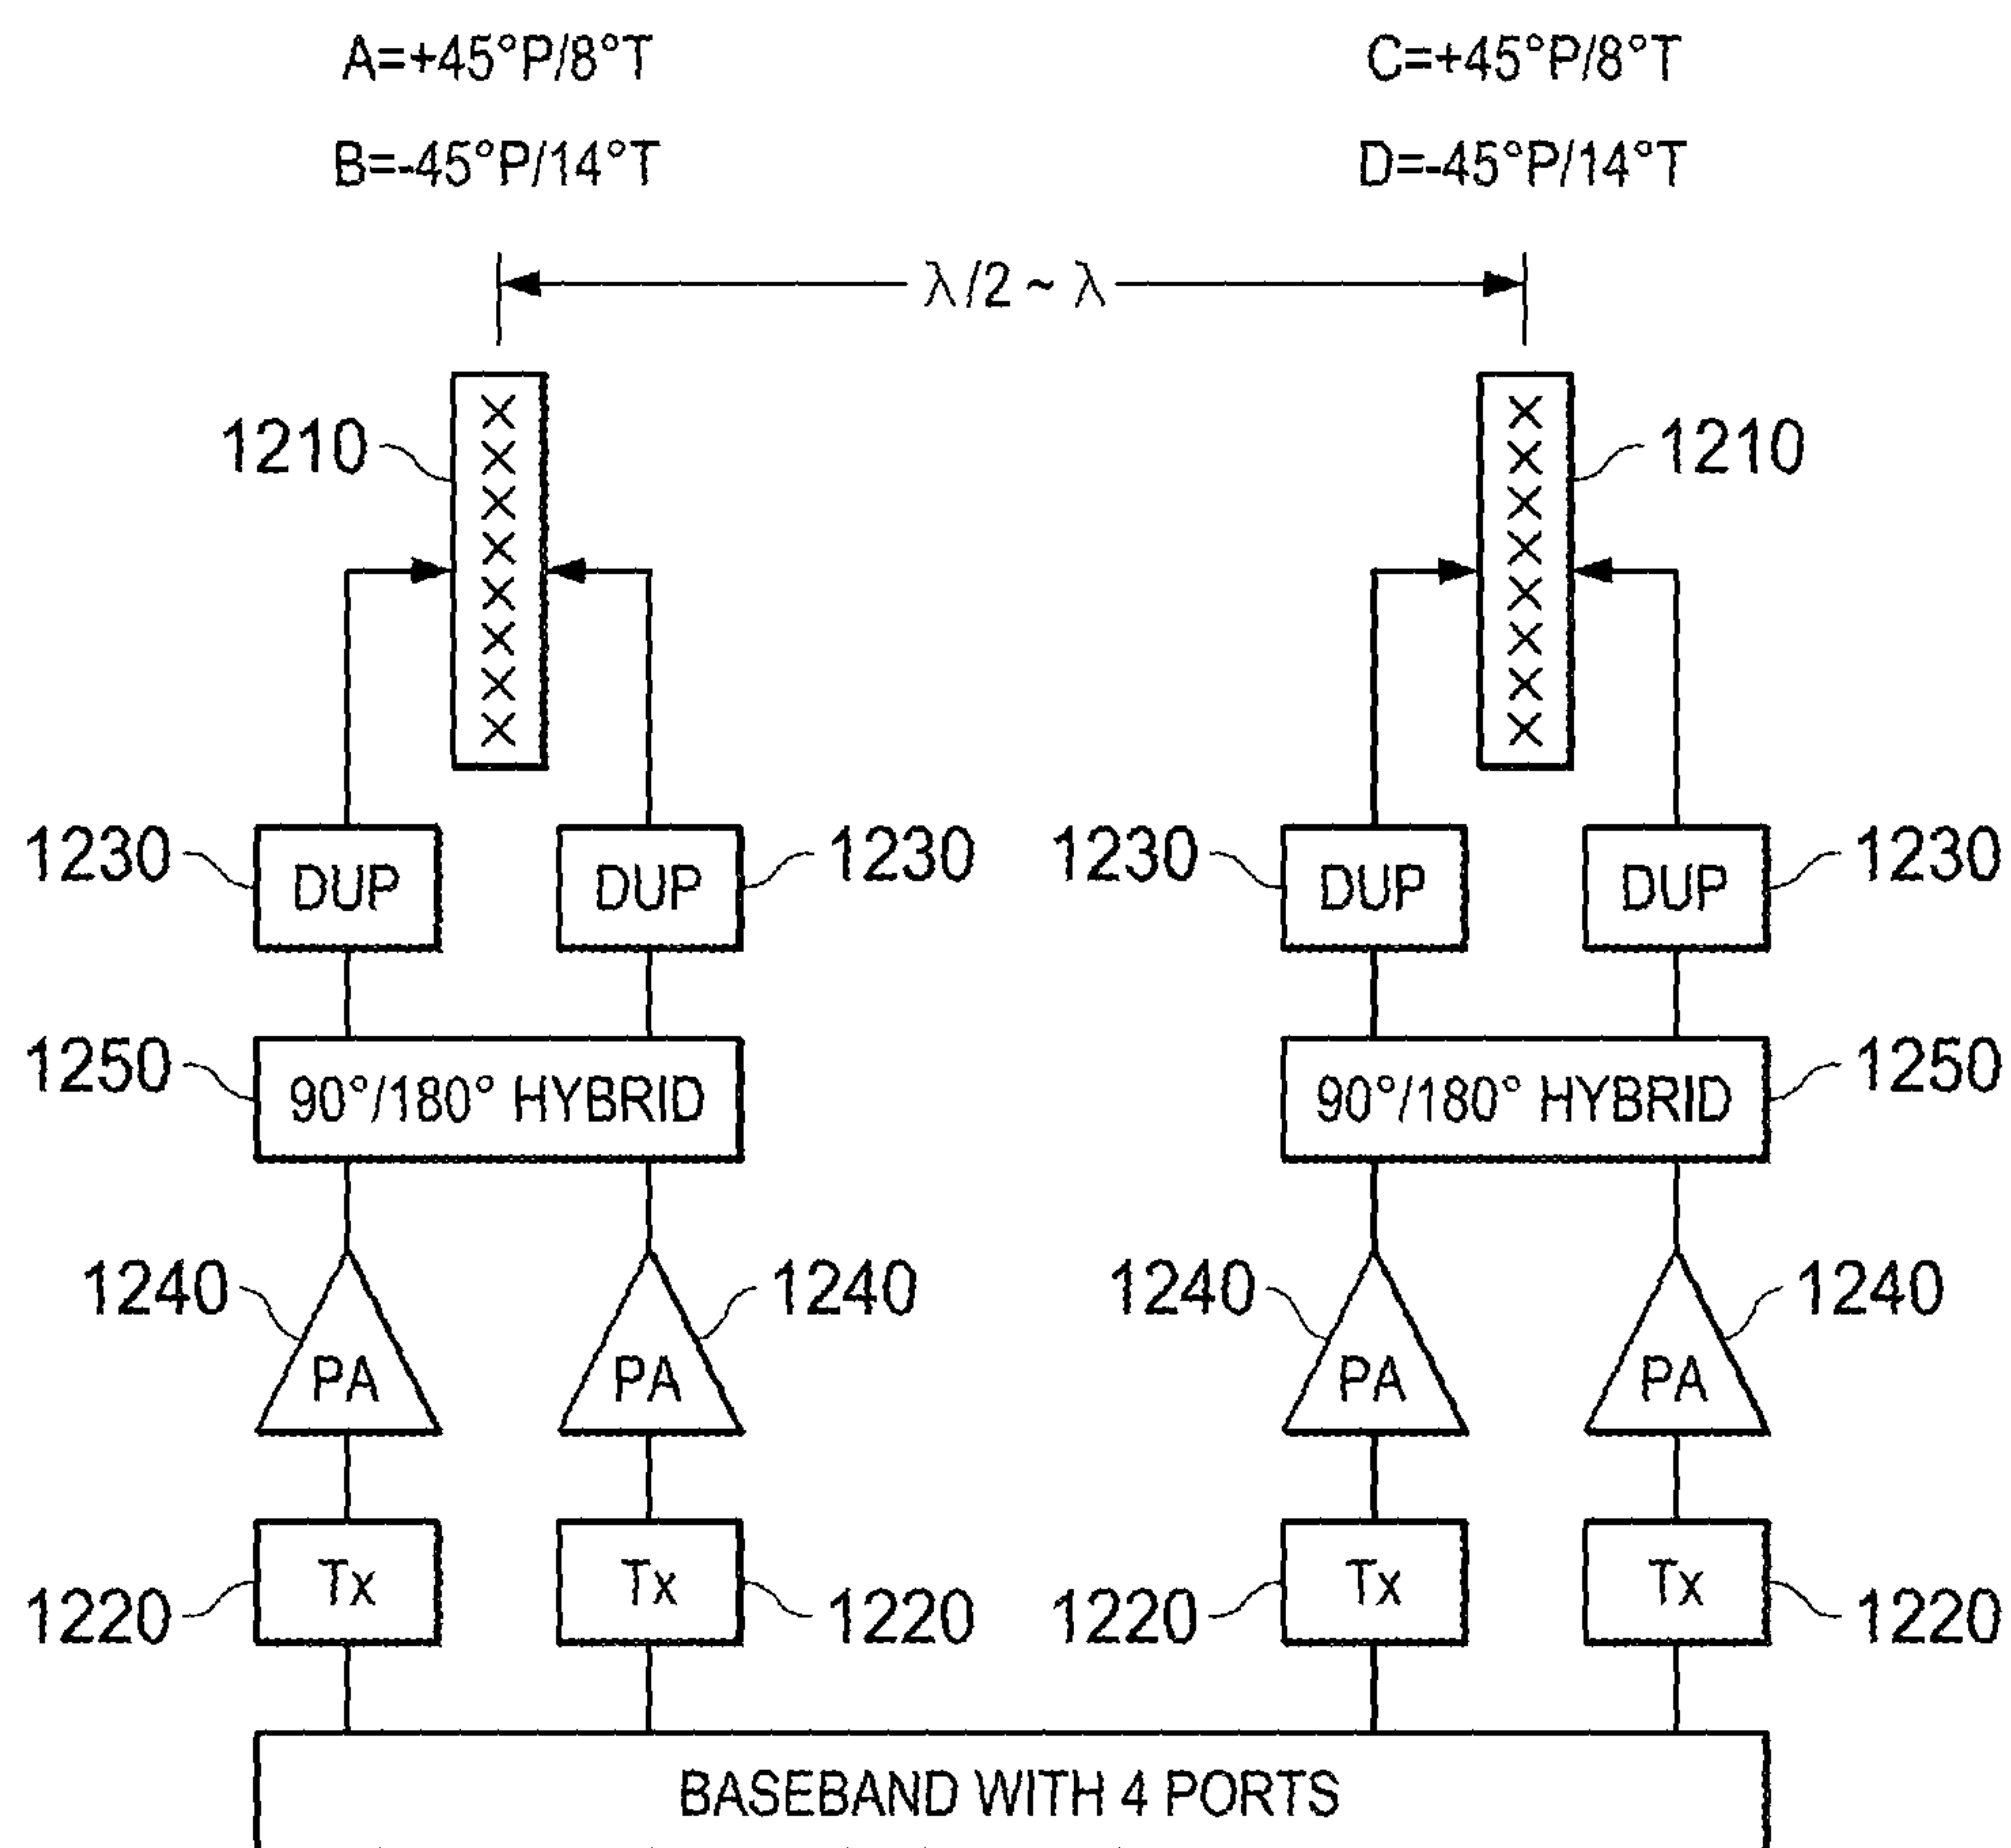 A=+45°P/8°T C=+45°P/8°T
B=-45°P/14°T D=-45°P/14°T
λ/2 ~ λ
X X
1210 X X 1210
X X
X X
X X
X X
X X
X X
1230 DUP DUP 1230 1230 DUP DUP 1230
1250 90°/180° HYBRID 90°/180° HYBRID 1250
1240 PA PA 1240 1240 PA PA 1240
1220 Tx Tx 1220 1220 Tx Tx 1220
BASEBAND WITH 4 PORTS